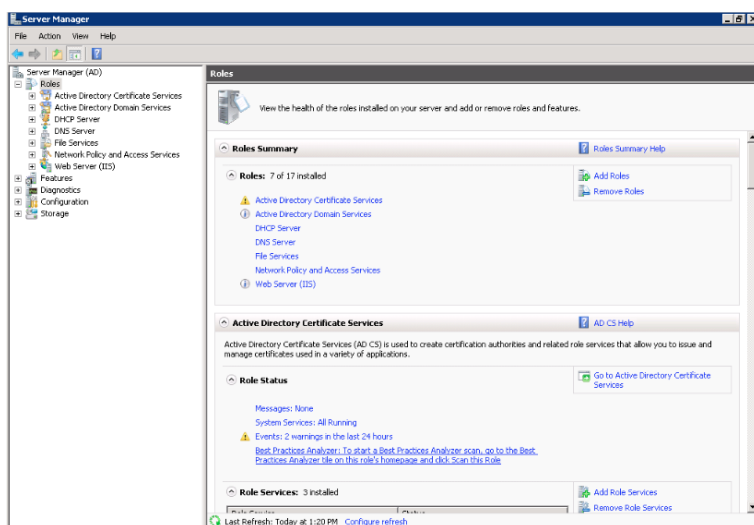 Server Manager
File Action View Help
Server Manager (AD)
Roles
Active Directory Certificate Services
Active Directory Domain Services
DHCP Server
DNS Server
File Services
Network Policy and Access Services
Web Server (IIS)
Features
Diagnostics
Configuration
Storage
Roles
View the health of the roles installed on your server and add or remove roles and features.
Roles Summary
Roles Summary Help
Roles: 7 of 17 installed
Add Roles
Remove Roles
Active Directory Certificate Services
Active Directory Domain Services
DHCP Server
DNS Server
File Services
Network Policy and Access Services
Web Server (IIS)
Active Directory Certificate Services
AD CS Help
Active Directory Certificate Services (AD CS) is used to create certification authorities and related role services that allow you to issue and
manage certificates used in a variety of applications.
Role Status
Go to Active Directory Certificate
Services
Messages: None
System Services: All Running
Events: 2 warnings in the last 24 hours
Best Practices Analyzer: To start a Best Practices Analyzer scan, go to the Best
Practices Analyzer tile on this role's homepage and click Scan this Role
Role Services: 3 installed
Add Role Services
Remove Role Services
Role Service Status
Last Refresh: Today at 1:20 PM Configure refresh